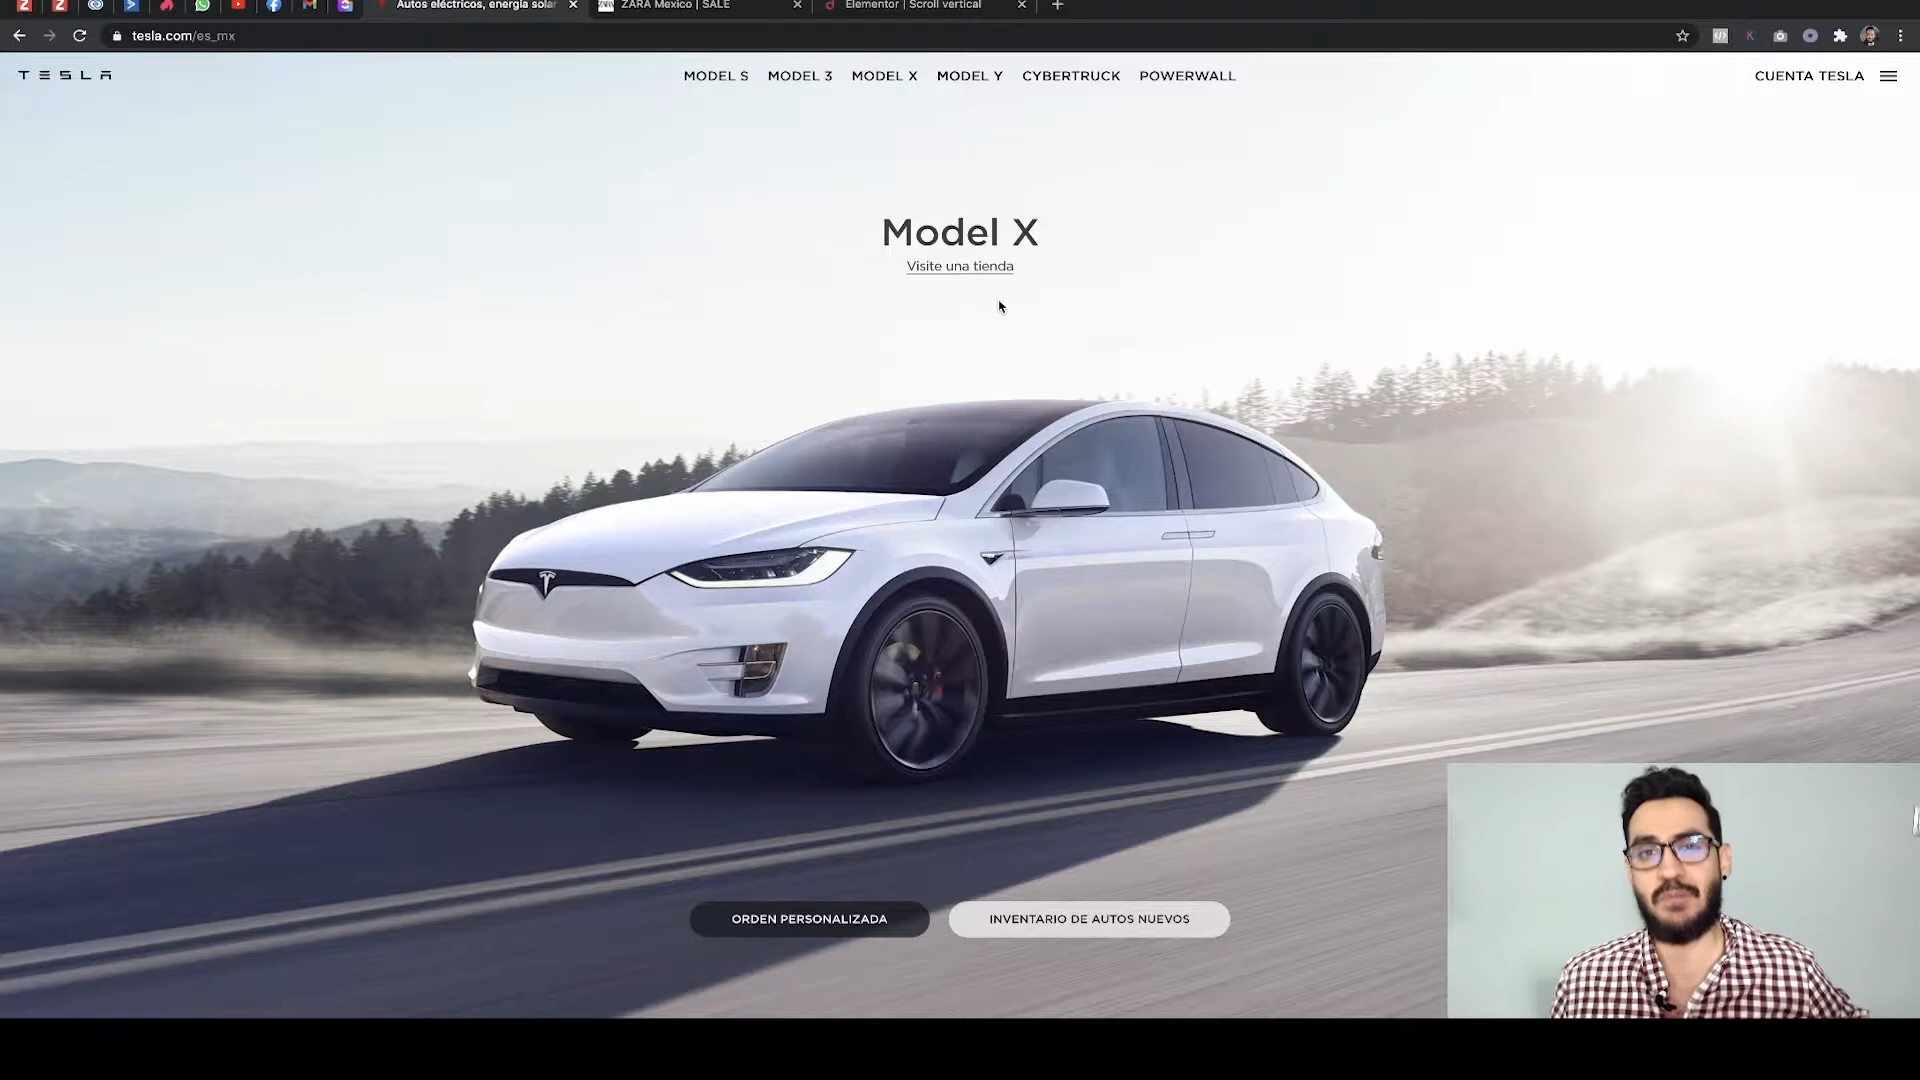 Autos eléctricos, energía solar
ZARA Mexico | SALE
Elementor | Scroll vertical
tesla.com/es_mx
TESLA
MODEL S
MODEL 3
MODEL X
MODEL Y
CYBERTRUCK
POWERWALL
CUENTA TESLA
Model X
Visite una tienda
ORDEN PERSONALIZADA
INVENTARIO DE AUTOS NUEVOS